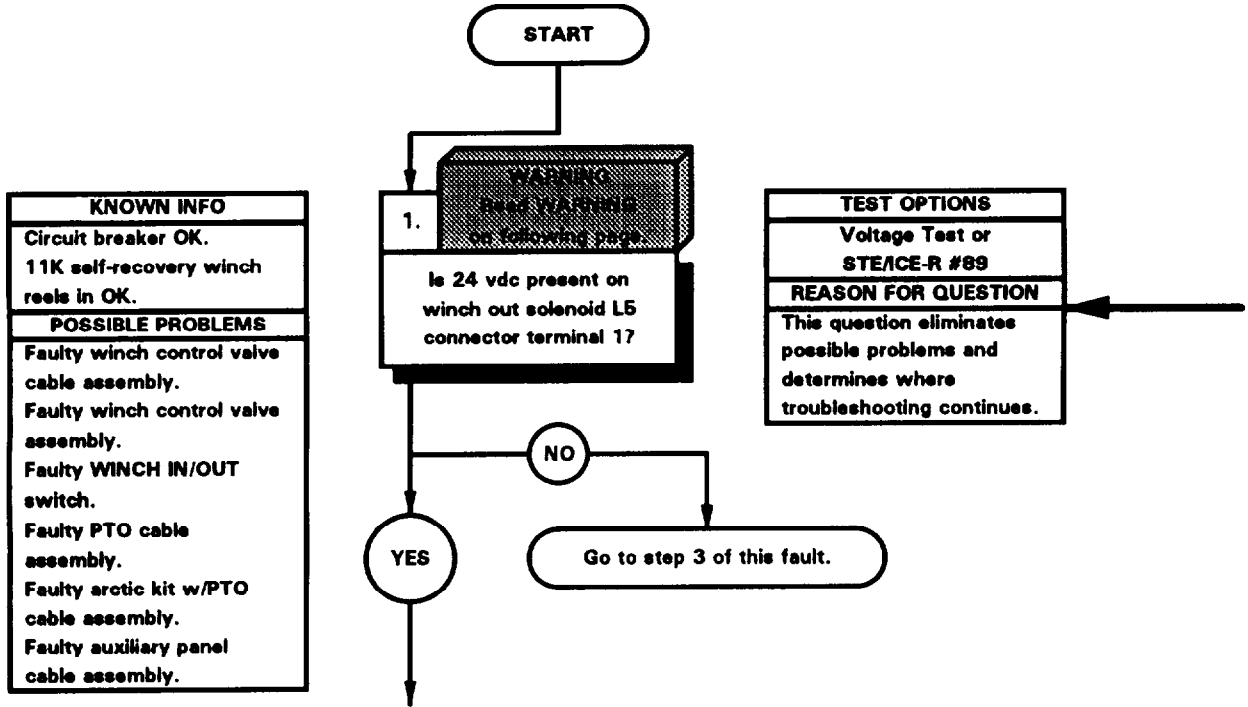 START
KNOWN INFO
Circuit breaker OK.
11K self-recovery winch
reels in OK.
POSSIBLE PROBLEMS
Faulty winch control valve
cable assembly.
Faulty winch control valve
assembly.
Faulty WINCH IN/OUT
switch.
Faulty PTO cable
assembly.
Faulty arctic kit w/PTO
cable assembly.
Faulty auxiliary panel
cable assembly.
WARNING
Read WARNING
on following page.
1.
Is 24 vdc present on
winch out solenoid L5
connector terminal 1?
NO
YES
Go to step 3 of this fault.
TEST OPTIONS
Voltage Test or
STE/ICE-R #89
REASON FOR QUESTION
This question eliminates
possible problems and
determines where
troubleshooting continues.